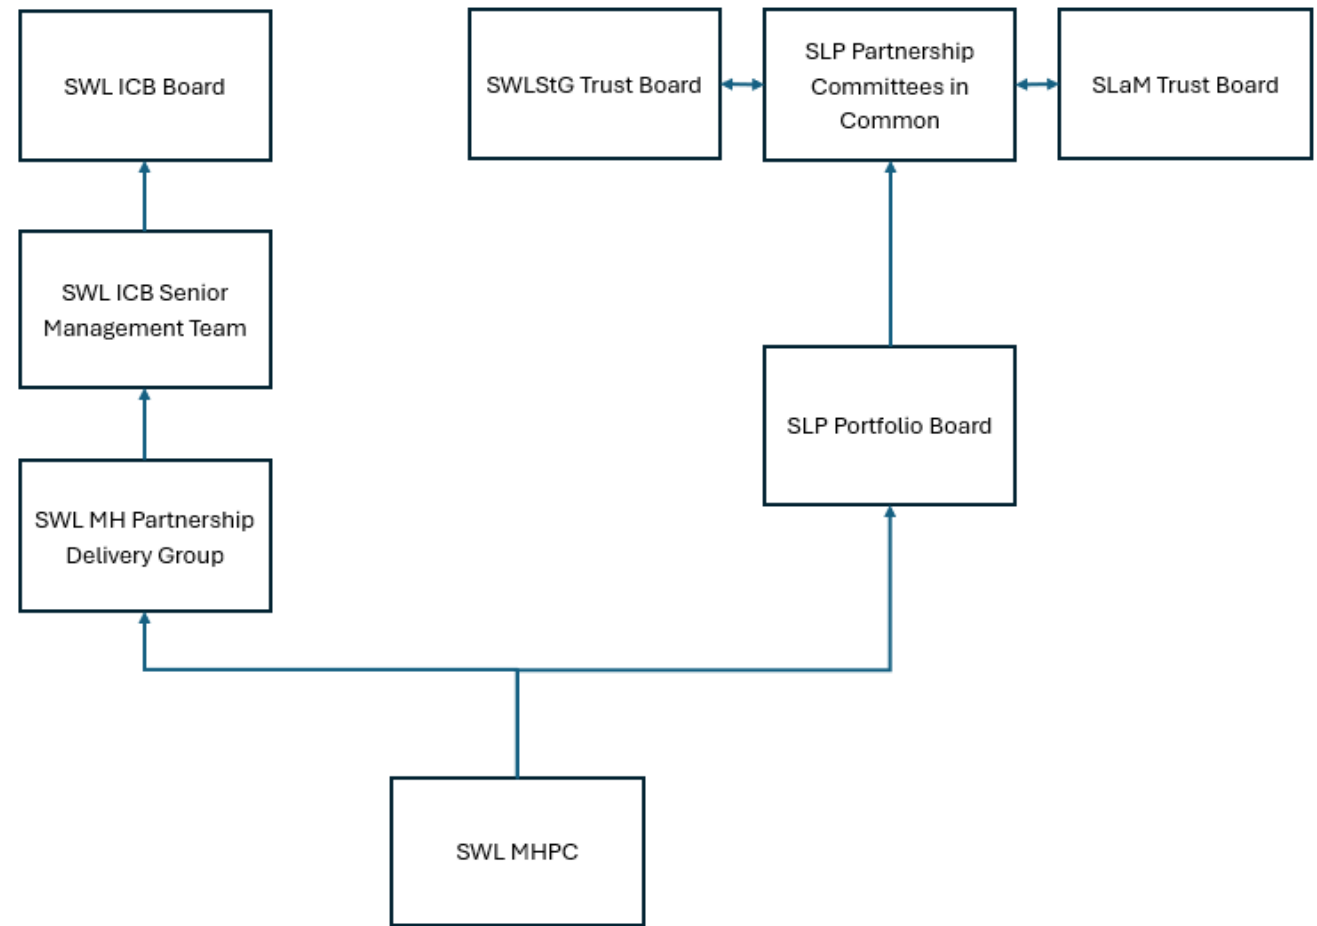 SWL ICB Board
SWLStG Trust Board
SLP Partnership
Committees in
Common
SLaM Trust Board
SWL ICB Senior
Management Team
SLP Portfolio Board
SWL MH Partnership
Delivery Group
SWL MHPC